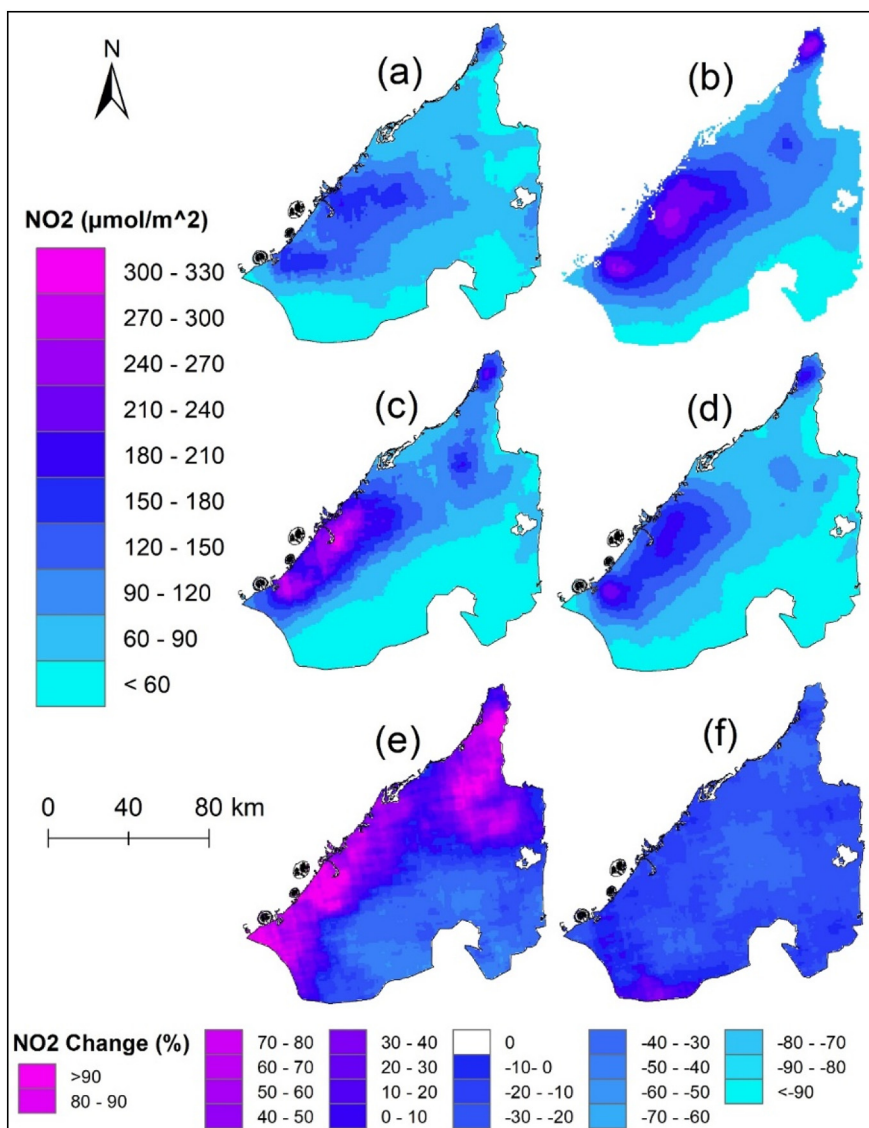 N
(a)
(b)
NO2 (µmol/m^2)
300 - 330
270 - 300
240 - 270
210 - 240
180 - 210
150 - 180
120 - 150
90 - 120
60 - 90
< 60
(c)
(d)
(e)
(f)
0 40 80 km
NO2 Change (%)
>90
80 - 90
70 - 80
60 - 70
50 - 60
40 - 50
30 - 40
20 - 30
10 - 20
0 - 10
0
-10- 0
-20 - -10
-30 - -20
-40 - -30
-50 - -40
-60 - -50
-70 - -60
-80 - -70
-90 - -80
<-90